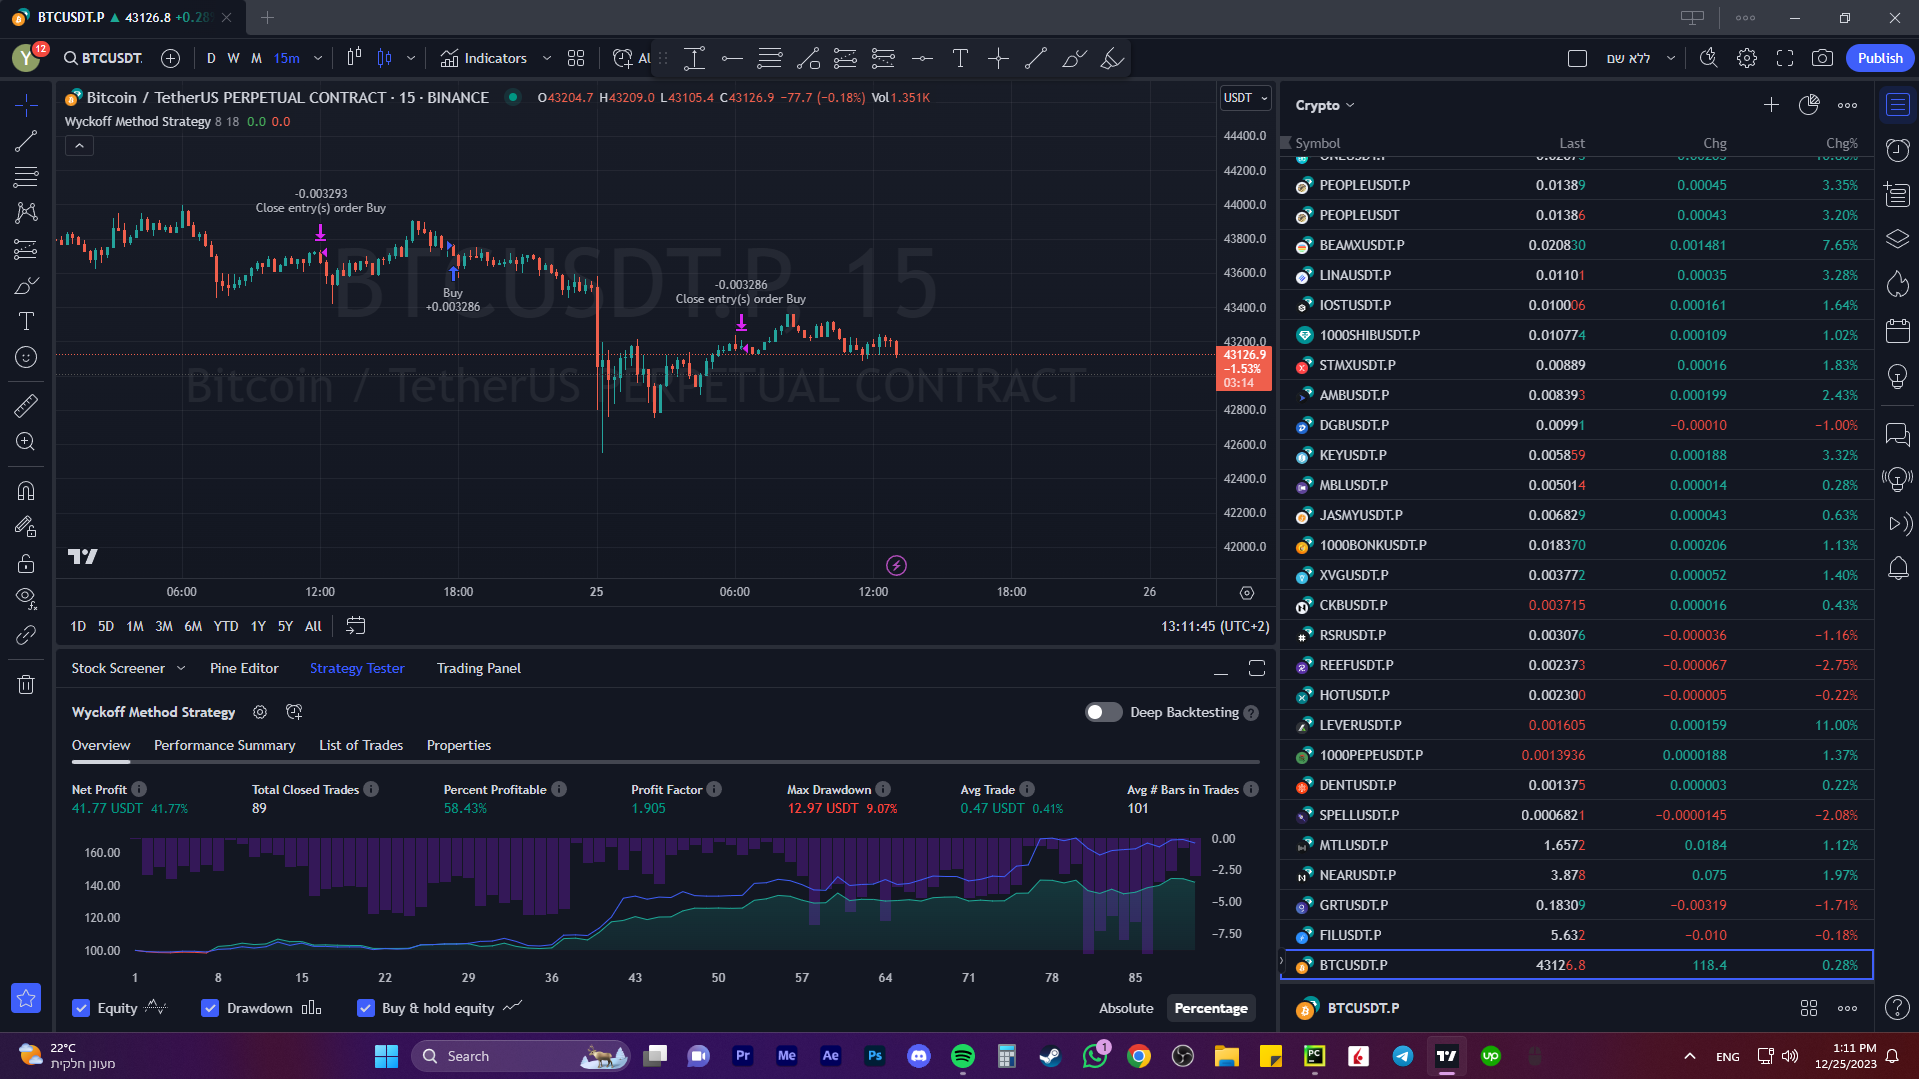 BTCUSDT.P ▲ 43126.8 +0.28
Y 12
BTCUSDT. D W M 15m Indicators Al T ללא שם Publish
Bitcoin / TetherUS PERPETUAL CONTRACT · 15 · BINANCE O43204.7 H43209.0 L43105.4 C43126.9 −77.7 (−0.18%) Vol1.351K
Wyckoff Method Strategy 8 18 0.0 0.0
USDT
44400.0
44200.0
44000.0
43800.0
43600.0
43400.0
43200.0
43126.9
−1.53%
03:14
42800.0
42600.0
42400.0
42200.0
42000.0
BTCUSDT.P, 15
Bitcoin / TetherUS PERPETUAL CONTRACT
-0.003293
Close entry(s) order Buy
Buy
+0.003286
-0.003286
Close entry(s) order Buy
06:00 12:00 18:00 25 06:00 12:00 18:00 26
1D 5D 1M 3M 6M YTD 1Y 5Y All 13:11:45 (UTC+2)
Stock Screener Pine Editor Strategy Tester Trading Panel
Wyckoff Method Strategy Deep Backtesting
Overview Performance Summary List of Trades Properties
Net Profit Total Closed Trades Percent Profitable Profit Factor Max Drawdown Avg Trade Avg # Bars in Trades
41.77 USDT 41.77% 89 58.43% 1.905 12.97 USDT 9.07% 0.47 USDT 0.41% 101
160.00
140.00
120.00
100.00
0.00
−2.50
−5.00
−7.50
1 8 15 22 29 36 43 50 57 64 71 78 85
Equity Drawdown Buy & hold equity Absolute Percentage
Crypto
Symbol Last Chg Chg%
PEOPLEUSDT.P 0.01389 0.00045 3.35%
PEOPLEUSDT 0.01386 0.00043 3.20%
BEAMXUSDT.P 0.020830 0.001481 7.65%
LINAUSDT.P 0.01101 0.00035 3.28%
IOSTUSDT.P 0.010006 0.000161 1.64%
1000SHIBUSDT.P 0.010774 0.000109 1.02%
STMXUSDT.P 0.00889 0.00016 1.83%
AMBUSDT.P 0.008393 0.000199 2.43%
DGBUSDT.P 0.00991 −0.00010 −1.00%
KEYUSDT.P 0.005859 0.000188 3.32%
MBLUSDT.P 0.005014 0.000014 0.28%
JASMYUSDT.P 0.006829 0.000043 0.63%
1000BONKUSDT.P 0.018370 0.000206 1.13%
XVGUSDT.P 0.003772 0.000052 1.40%
CKBUSDT.P 0.003715 0.000016 0.43%
RSRUSDT.P 0.003076 −0.000036 −1.16%
REEFUSDT.P 0.002373 −0.000067 −2.75%
HOTUSDT.P 0.002300 −0.000005 −0.22%
LEVERUSDT.P 0.001605 0.000159 11.00%
1000PEPEUSDT.P 0.0013936 0.0000188 1.37%
DENTUSDT.P 0.001375 0.000003 0.22%
SPELLUSDT.P 0.0006821 −0.0000145 −2.08%
MTLUSDT.P 1.6572 0.0184 1.12%
NEARUSDT.P 3.878 0.075 1.97%
GRTUSDT.P 0.18309 −0.00319 −1.71%
FILUSDT.P 5.632 −0.010 −0.18%
BTCUSDT.P 43126.8 118.4 0.28%
BTCUSDT.P
22°C
מעונן חלקית
Search Pr Me Ae Ps 1 PC up ENG
1:11 PM
12/25/2023